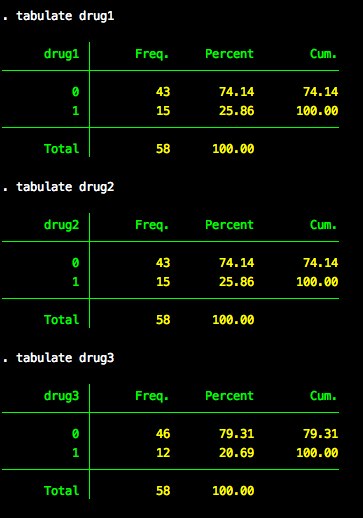 . tabulate drug1
drug1 Freq. Percent Cum.
0 43 74.14 74.14
1 15 25.86 100.00
Total 58 100.00
. tabulate drug2
drug2 Freq. Percent Cum.
0 43 74.14 74.14
1 15 25.86 100.00
Total 58 100.00
. tabulate drug3
drug3 Freq. Percent Cum.
0 46 79.31 79.31
1 12 20.69 100.00
Total 58 100.00